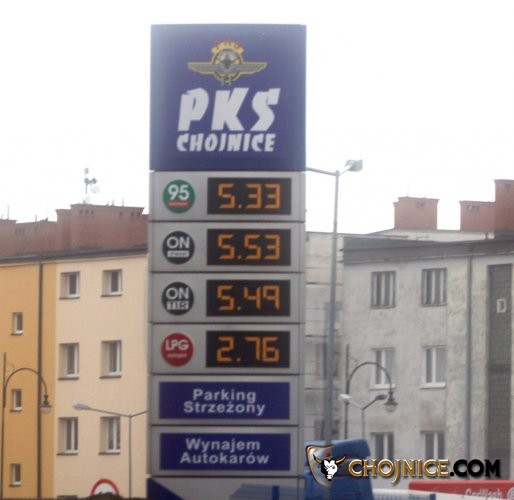 PKS
CHOJNICE
95 5.33
ON 5.53
ON TIR 5.49
LPG 2.76
Parking
Strzeżony
Wynajem
Autokarów
CHOJNICE.COM